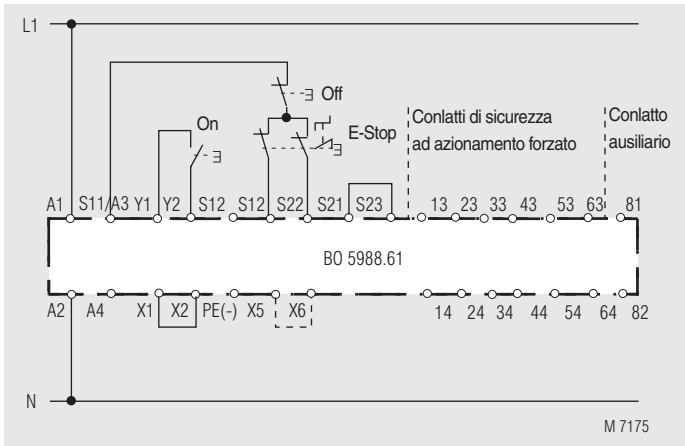 L1
Off
On
E-Stop
Conlatti di sicurezza
ad azionamento forzato
Conlatto
ausiliario
A1 S11/A3 Y1 Y2 S12 S12 S22 S21 S23 13 23 33 43 53 63 81
BO 5988.61
A2 A4 X1 X2 PE(-) X5 X6 14 24 34 44 54 64 82
N
M 7175